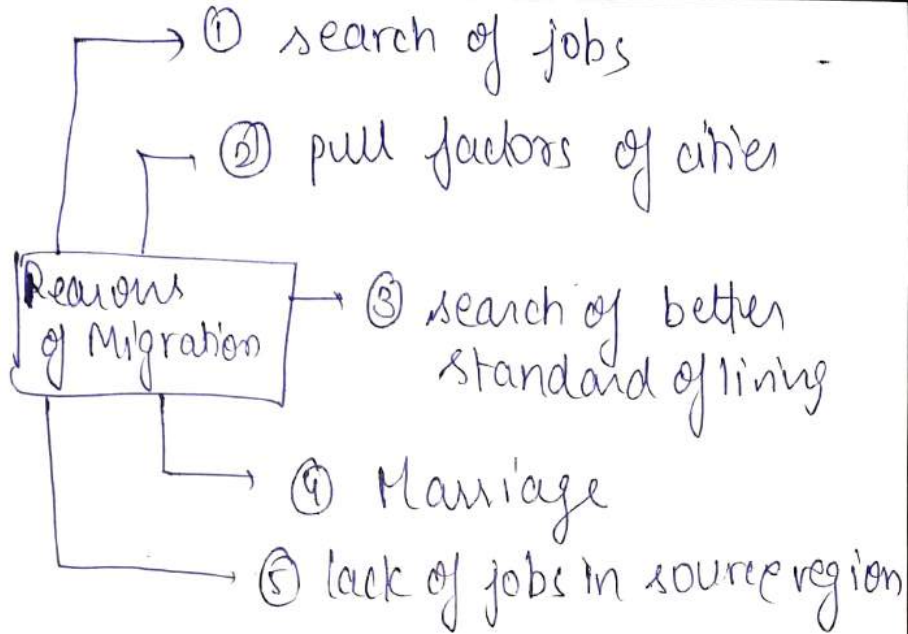 ① search of jobs
② pull factors of cities
Reasons
of Migration
③ search of better
standard of living
④ Marriage
⑤ lack of jobs in source region